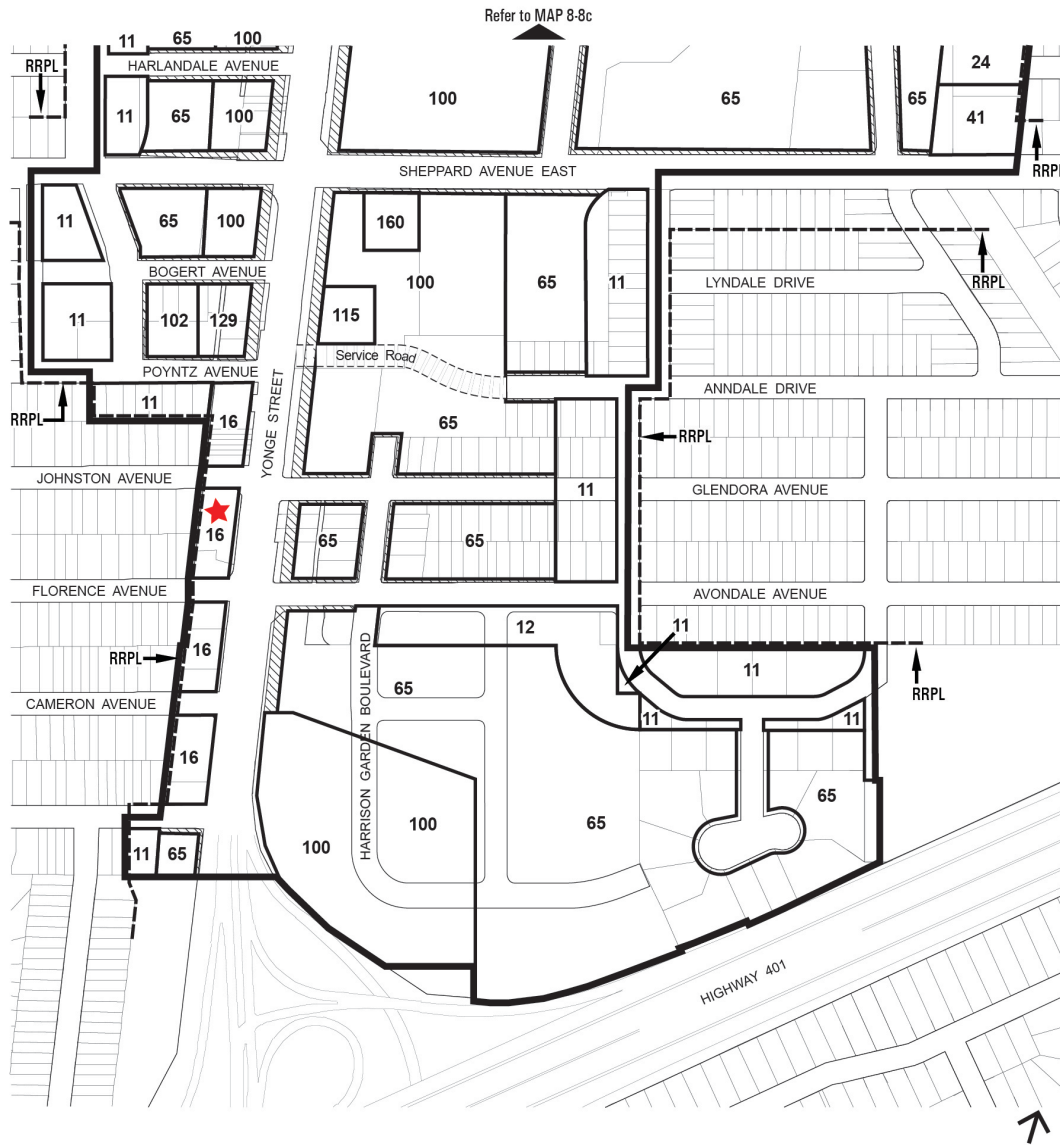 Refer to MAP 8-8c
11 65 100
HARLANDALE AVENUE
24
RRPL
100 65
11 65 100 65 41
SHEPPARD AVENUE EAST
RRPL
160
11 65 100
RRPL
BOGERT AVENUE 100 65 11 LYNDALE DRIVE
11 102 129 115
Service Road
POYNTZ AVENUE
ANNDALE DRIVE
RRPL
11 16
YONGE STREET
65
RRPL
JOHNSTON AVENUE
11
GLENDORA AVENUE
16 65 65
FLORENCE AVENUE
AVONDALE AVENUE
12 11
RRPL
16
HARRISON GARDEN BOULEVARD
65
11
RRPL
CAMERON AVENUE
11 11
16
65
65
100
100
11 65
HIGHWAY 401